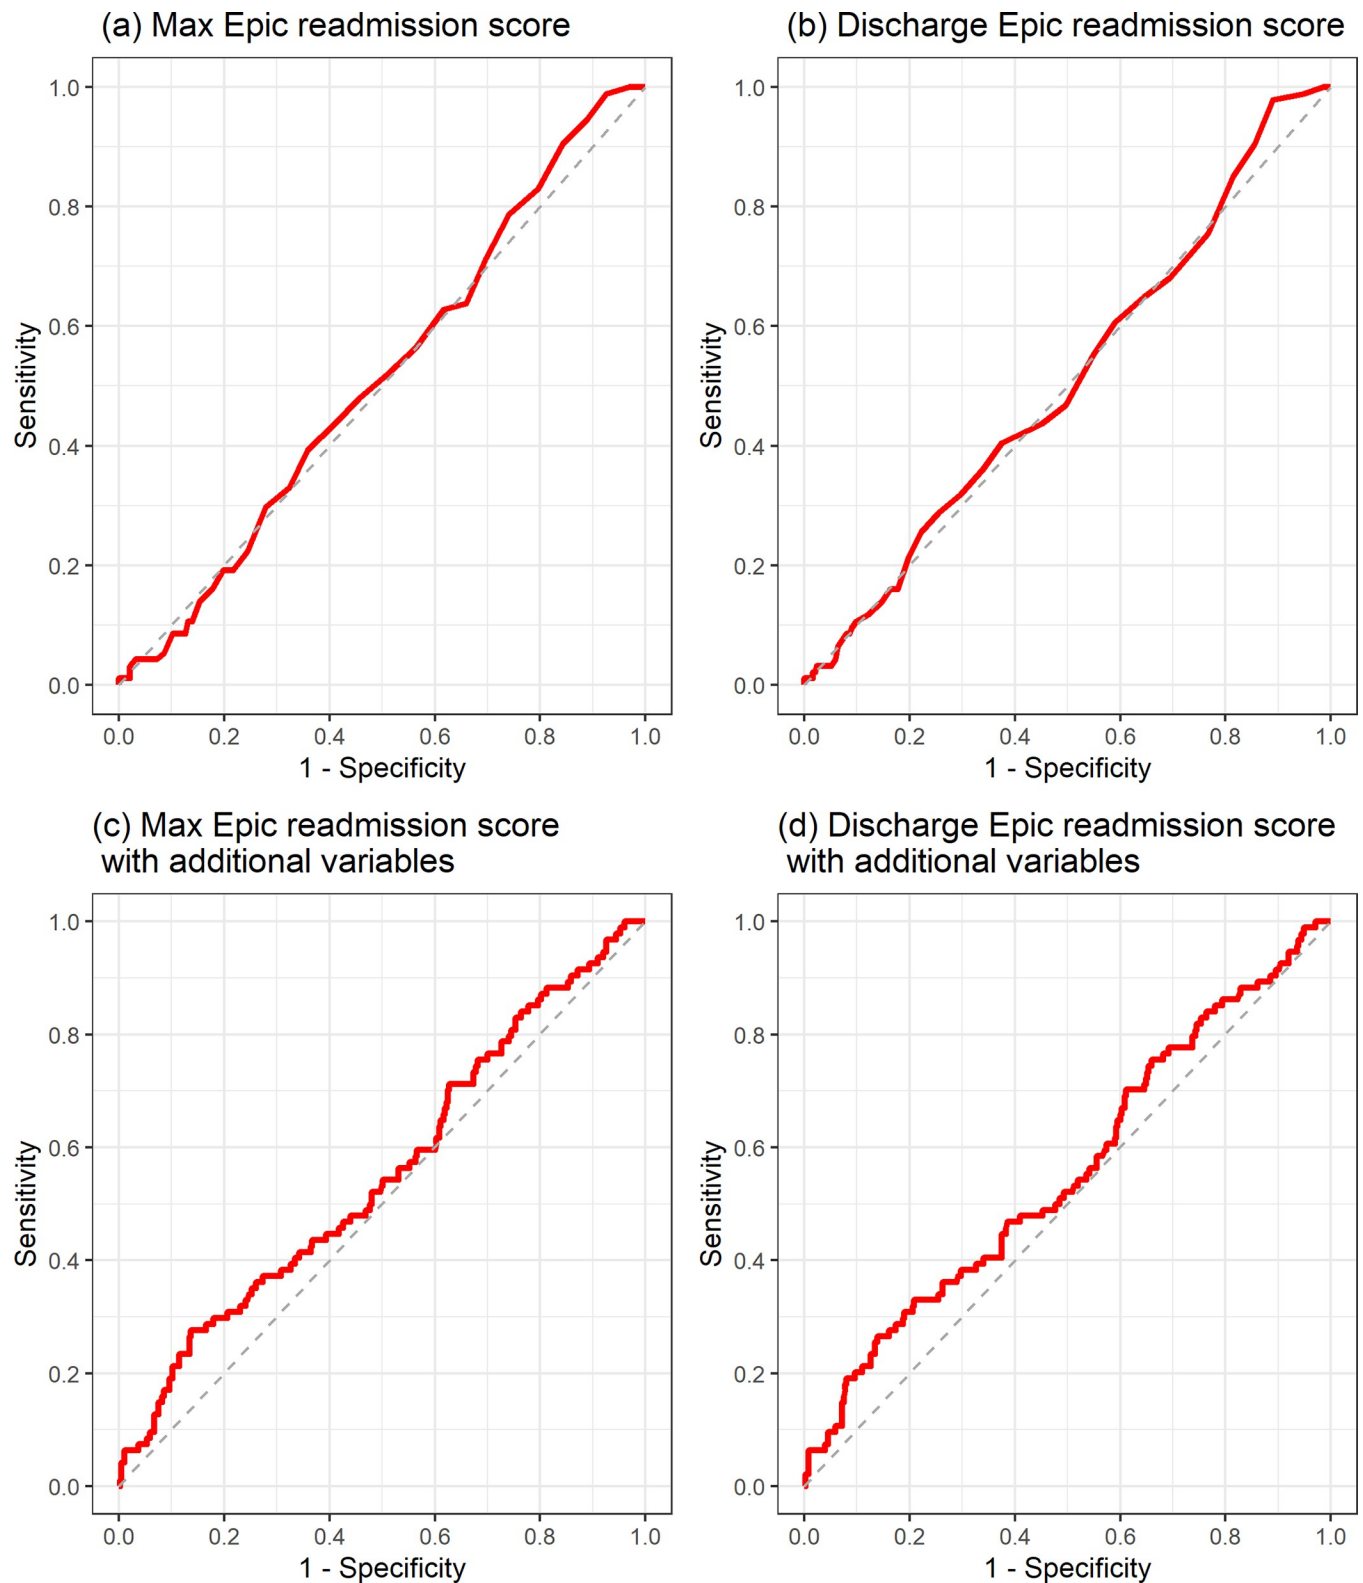 (a) Max Epic readmission score
1.0
0.8
0.6
0.4
0.2
0.0
Sensitivity
0.0 0.2 0.4 0.6 0.8 1.0
1 - Specificity
(b) Discharge Epic readmission score
1.0
0.8
0.6
0.4
0.2
0.0
Sensitivity
0.0 0.2 0.4 0.6 0.8 1.0
1 - Specificity
(c) Max Epic readmission score
with additional variables
1.0
0.8
0.6
0.4
0.2
0.0
Sensitivity
0.0 0.2 0.4 0.6 0.8 1.0
1 - Specificity
(d) Discharge Epic readmission score
with additional variables
1.0
0.8
0.6
0.4
0.2
0.0
Sensitivity
0.0 0.2 0.4 0.6 0.8 1.0
1 - Specificity